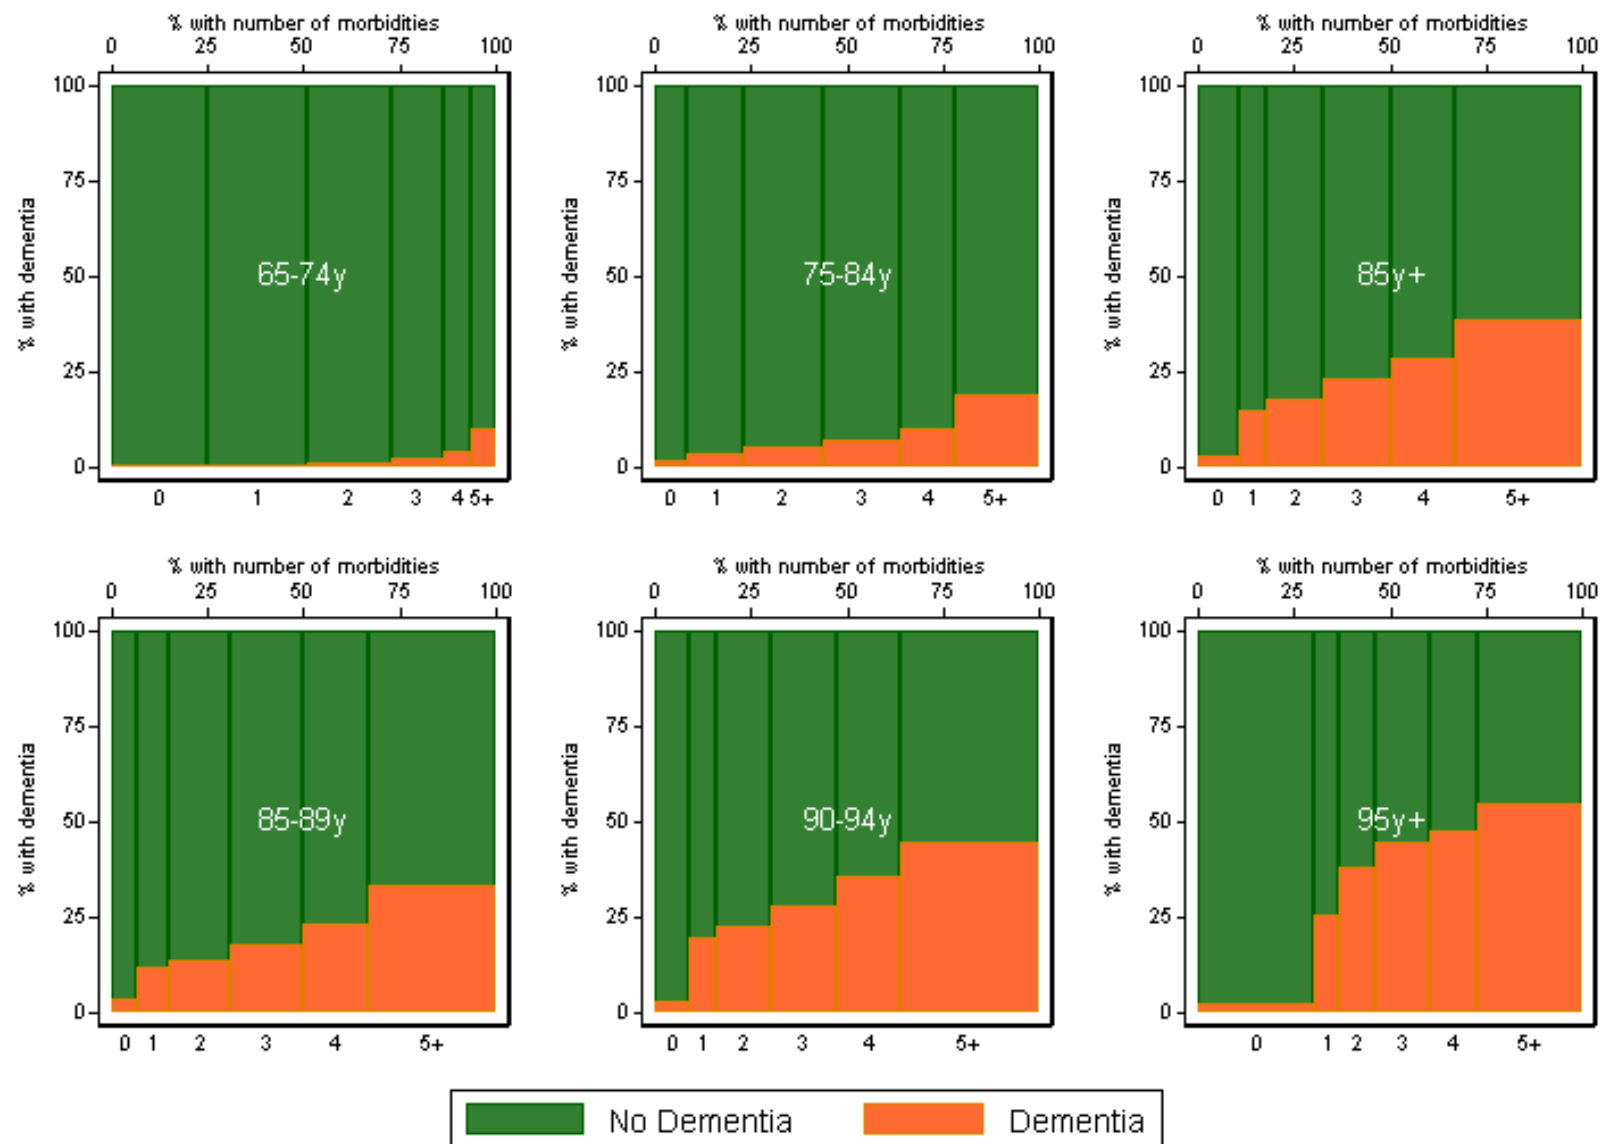 % with number of morbidities % with number of morbidities % with number of morbidities
0 25 50 75 100 0 25 50 75 100 0 25 50 75 100
100 100 100
75 75 75
% with dementia % with dementia % with dementia
50 65-74y 50 75-84y 50 85y+
25 25 25
0 0 0
0 1 2 3 4 5+ 0 1 2 3 4 5+ 0 1 2 3 4 5+
% with number of morbidities % with number of morbidities % with number of morbidities
0 25 50 75 100 0 25 50 75 100 0 25 50 75 100
100 100 100
75 75 75
% with dementia % with dementia % with dementia
50 85-89y 50 90-94y 50 95y+
25 25 25
0 0 0
0 1 2 3 4 5+ 0 1 2 3 4 5+ 0 1 2 3 4 5+
No Dementia Dementia